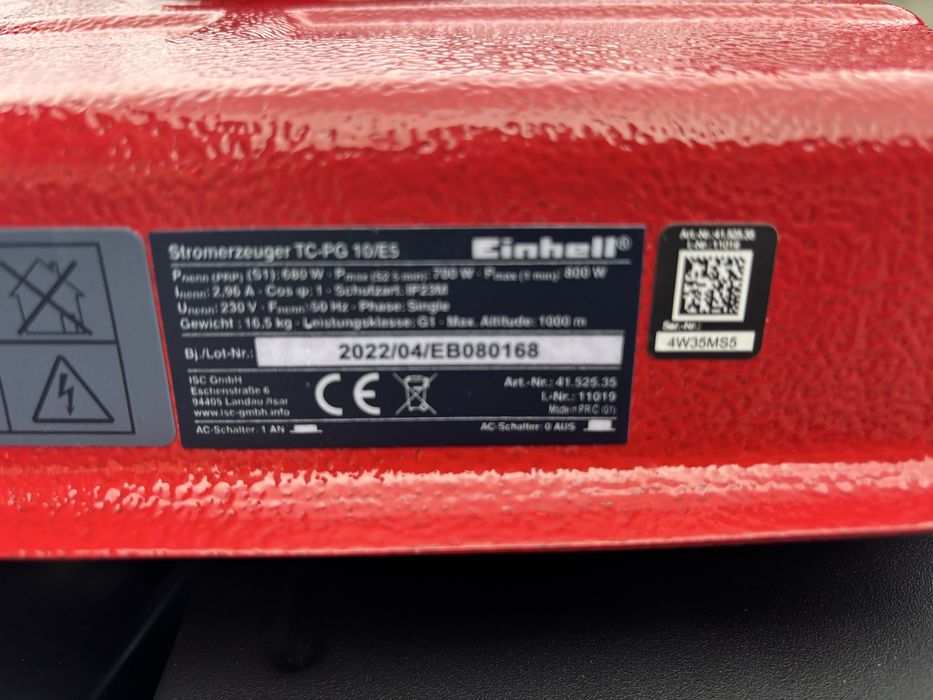 Stromerzeuger TC-PG 10/E5
Einhell®
Pnenn (PRP) (S1): 680 W · Pmax (S2 5 min): 700 W · Pmax (1 min): 800 W
Inenn: 2,96 A · Cos φ: 1 · Schutzart: IP23M
Unenn: 230 V · Fnenn: 50 Hz · Phase: Single
Gewicht : 16,5 kg · Leistungsklasse: G1 · Max. Altitude: 1000 m
Bj./Lot-Nr.: 2022/04/EB080168
ISC GmbH
Eschenstraße 6
94405 Landau /Isar
www.isc-gmbh.info
CE
Art.-Nr.: 41.525.35
I.-Nr.: 11019
Made in P.R.C (01)
AC-Schalter: 1 AN
AC-Schalter: 0 AUS
Art.-Nr.: 41.525.35
I.-Nr.: 11019
Ser.-Nr.:
4W35MS5